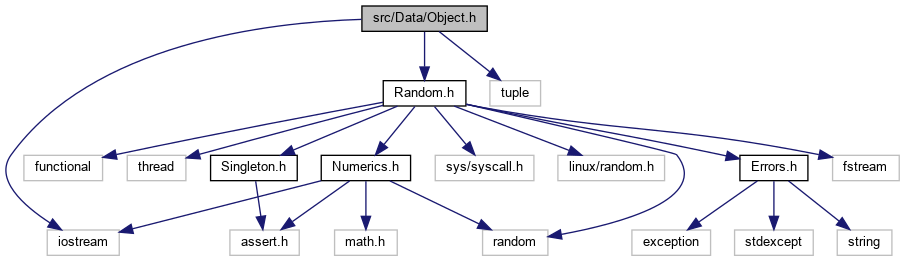 src/Data/Object.h
Random.h
tuple
functional
thread
Singleton.h
Numerics.h
sys/syscall.h
linux/random.h
Errors.h
fstream
iostream
assert.h
math.h
random
exception
stdexcept
string